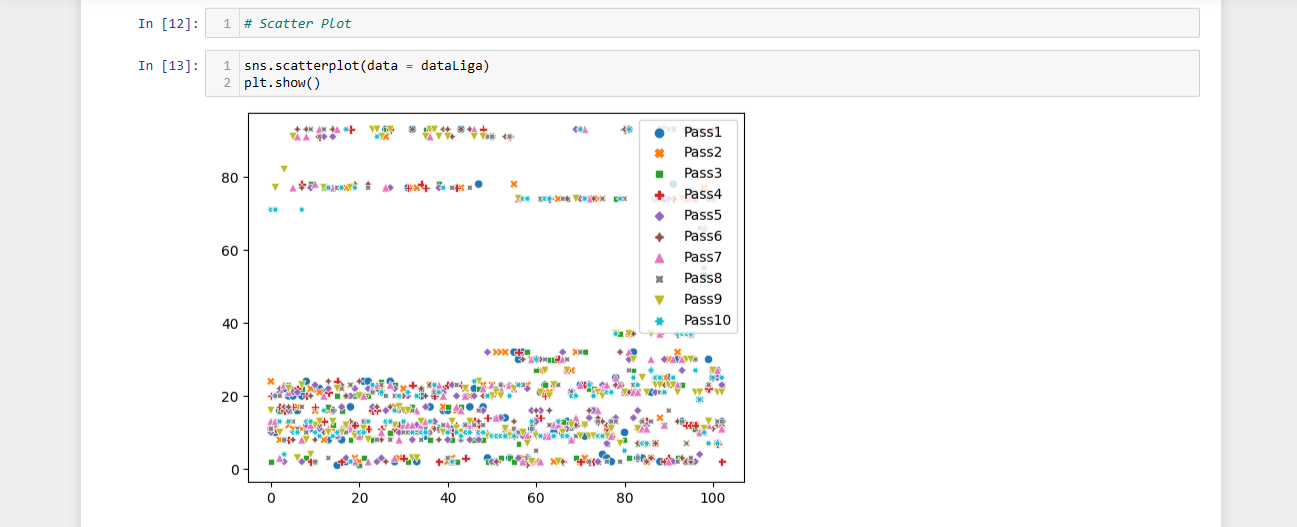 In [12]:
1 # Scatter Plot
In [13]:
1 sns.scatterplot(data = dataLiga)
2 plt.show()
80
60
40
20
0
0 20 40 60 80 100
Pass1
Pass2
Pass3
Pass4
Pass5
Pass6
Pass7
Pass8
Pass9
Pass10